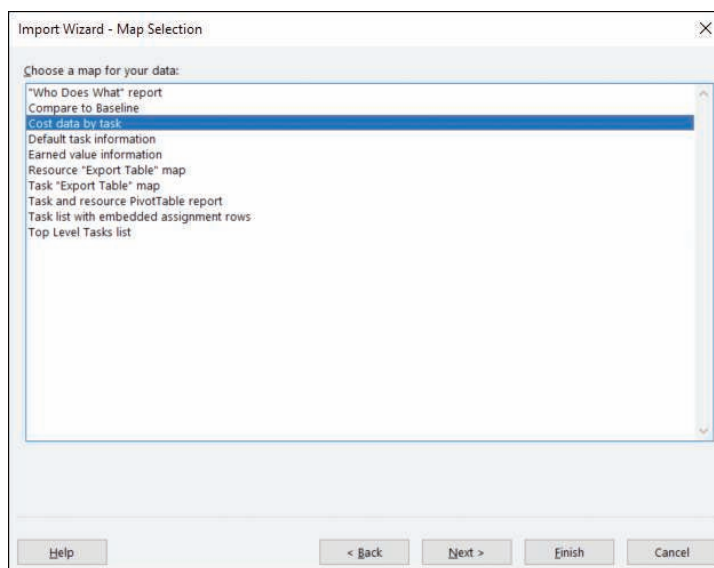 Import Wizard - Map Selection
Choose a map for your data:
"Who Does What" report
Compare to Baseline
Cost data by task
Default task information
Earned value information
Resource "Export Table" map
Task "Export Table" map
Task and resource PivotTable report
Task list with embedded assignment rows
Top Level Tasks list
Help < Back Next > Finish Cancel